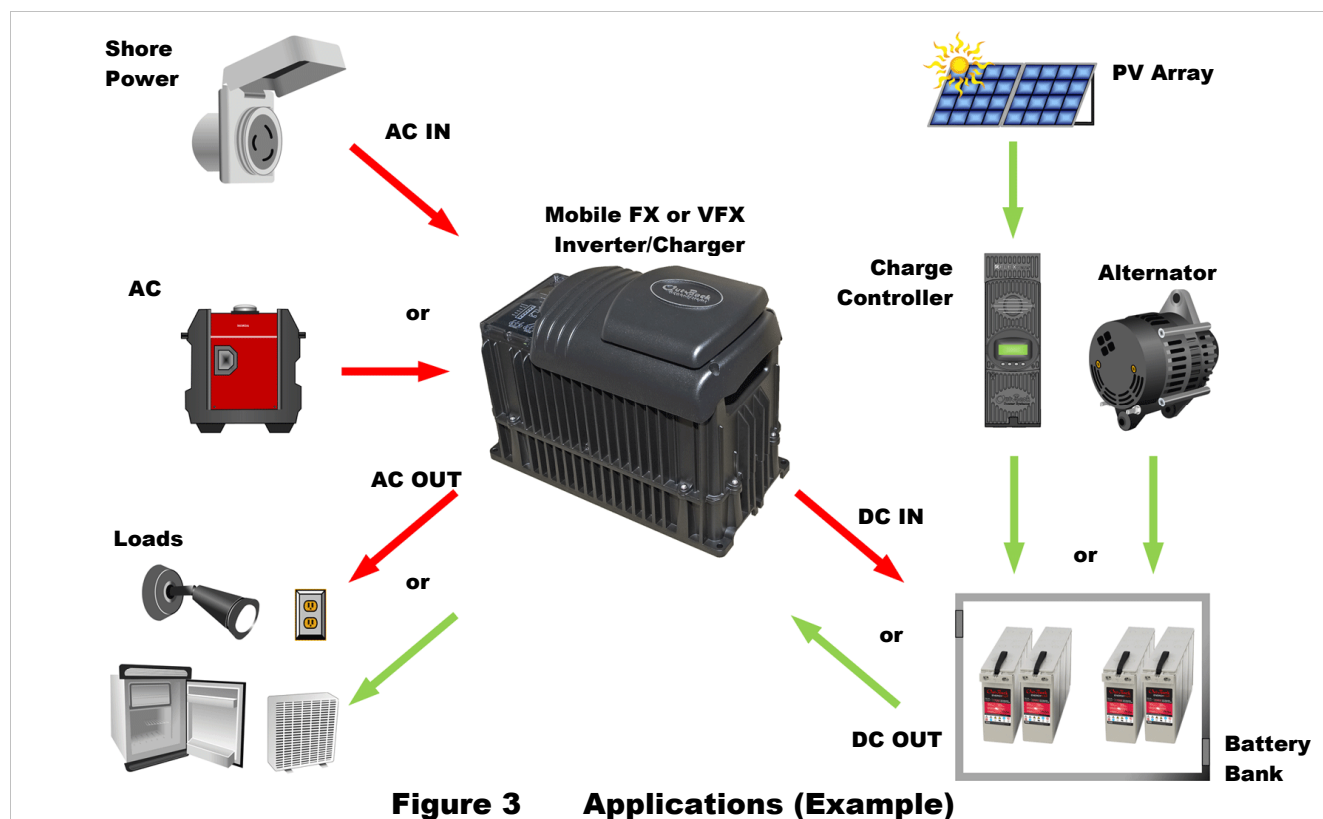 Shore
Power
PV Array
AC IN
Mobile FX or VFX
Inverter/Charger
Charge
Controller
Alternator
AC
or
AC OUT
DC IN
Loads
or
or
or
DC OUT
Battery
Bank
Figure 3 Applications (Example)